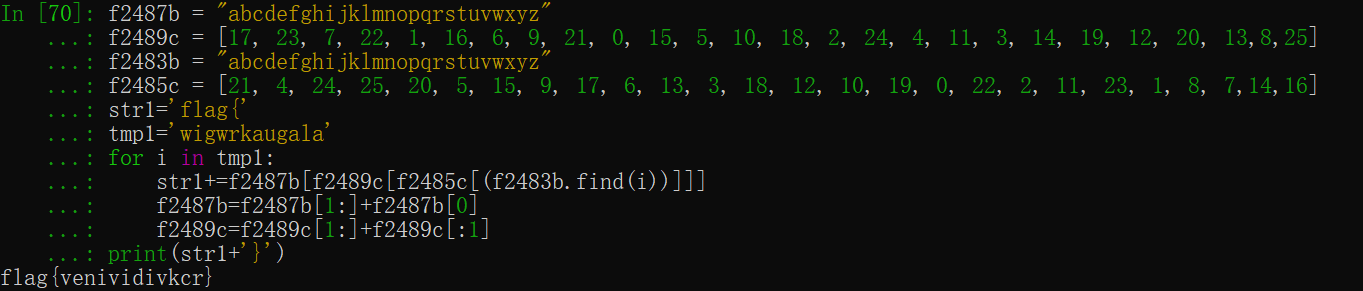 In [70]: f2487b = "abcdefghijklmnopqrstuvwxyz"
...: f2489c = [17, 23, 7, 22, 1, 16, 6, 9, 21, 0, 15, 5, 10, 18, 2, 24, 4, 11, 3, 14, 19, 12, 20, 13,8,25]
...: f2483b = "abcdefghijklmnopqrstuvwxyz"
...: f2485c = [21, 4, 24, 25, 20, 5, 15, 9, 17, 6, 13, 3, 18, 12, 10, 19, 0, 22, 2, 11, 23, 1, 8, 7,14,16]
...: str1='flag{'
...: tmp1='wigwrkaugala'
...: for i in tmp1:
...:     str1+=f2487b[f2489c[f2485c[(f2483b.find(i))]]]
...:     f2487b=f2487b[1:]+f2487b[0]
...:     f2489c=f2489c[1:]+f2489c[:1]
...: print(str1+'}')
flag{venividivkcr}